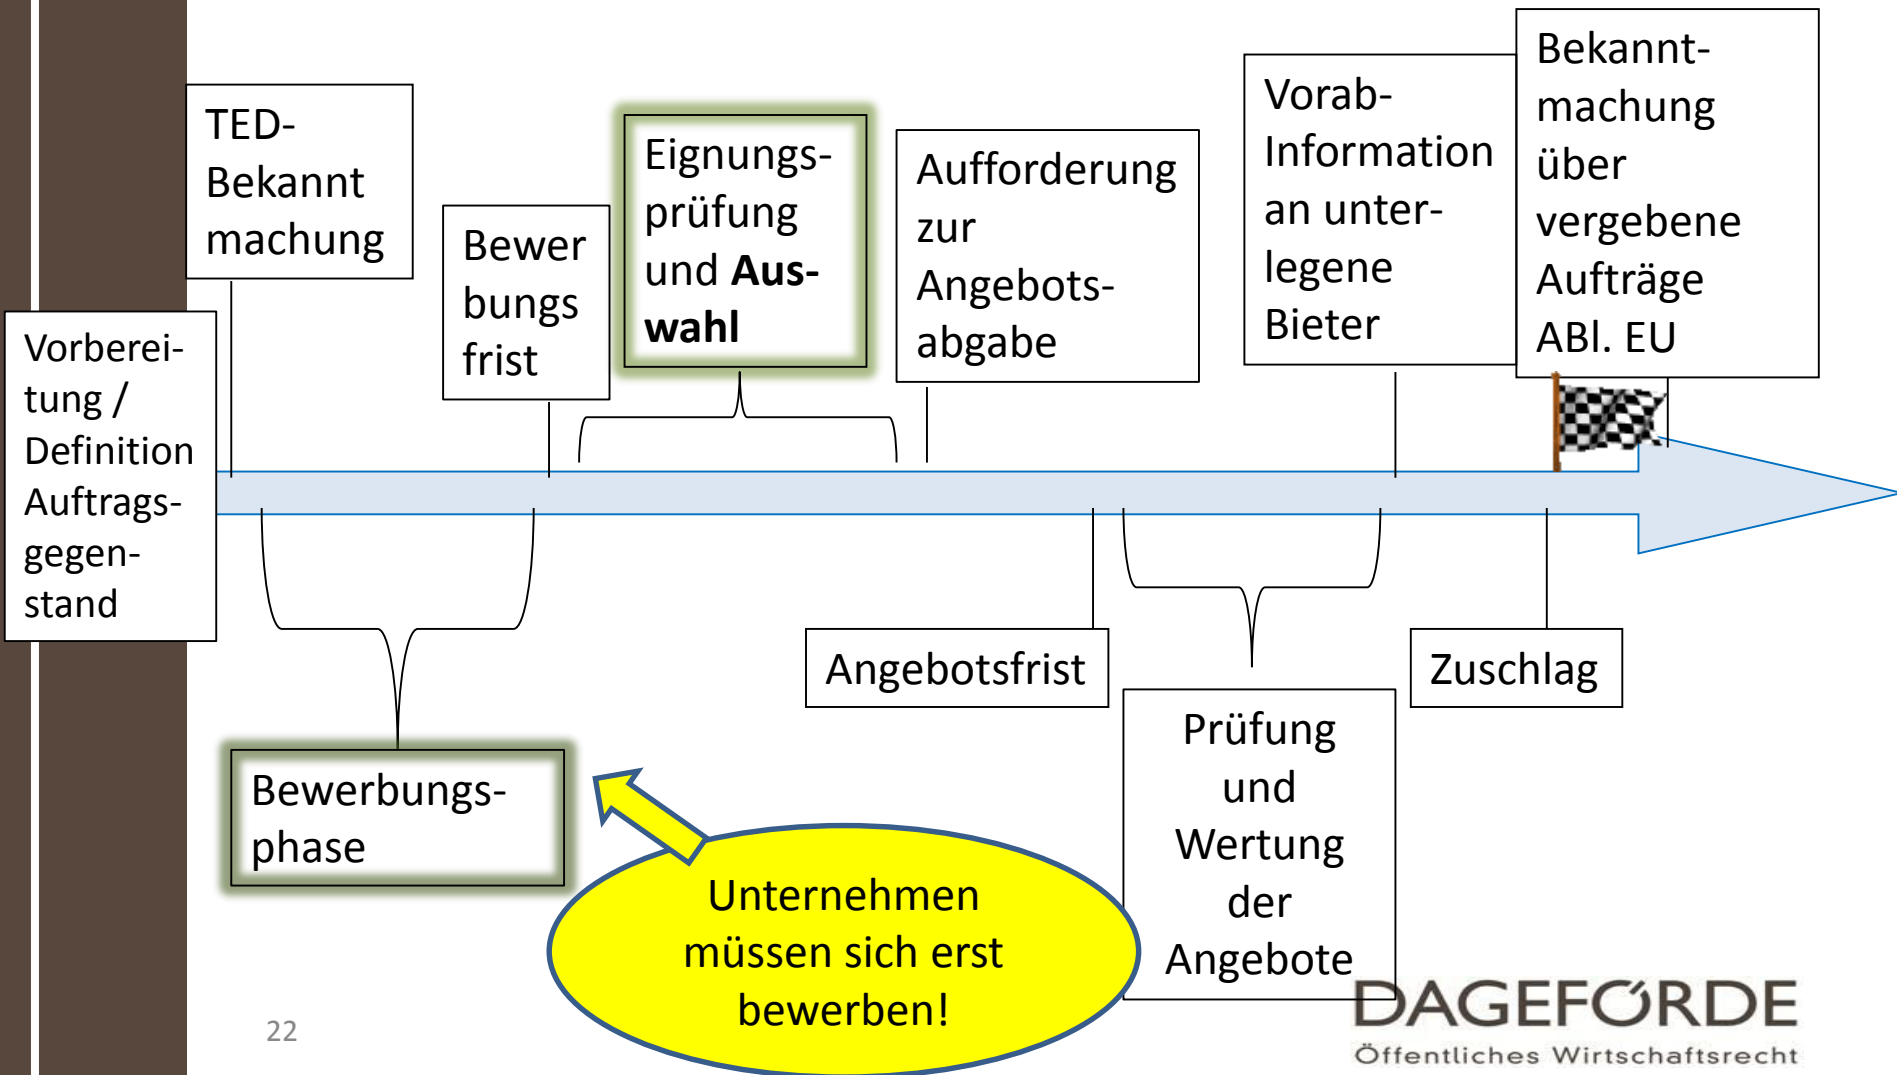 Vorberei-
tung /
Definition
Auftrags-
gegen-
stand
TED-
Bekannt
machung
Bewer
bungs
frist
Eignungs-
prüfung
und Aus-
wahl
Aufforderung
zur
Angebots-
abgabe
Vorab-
Information
an unter-
legene
Bieter
Bekannt-
machung
über
vergebene
Aufträge
ABl. EU
Bewerbungs-
phase
Unternehmen
müssen sich erst
bewerben!
Angebotsfrist
Prüfung
und
Wertung
der
Angebote
Zuschlag
22
DAGEFÖRDE
Öffentliches Wirtschaftsrecht